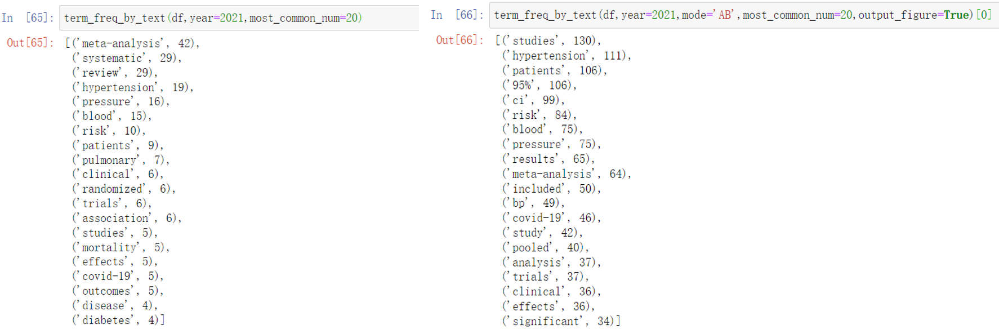 In [65]: term_freq_by_text(df,year=2021,most_common_num=20)
Out[65]: [('meta-analysis', 42),
('systematic', 29),
('review', 29),
('hypertension', 19),
('pressure', 16),
('blood', 15),
('risk', 10),
('patients', 9),
('pulmonary', 7),
('clinical', 6),
('randomized', 6),
('trials', 6),
('association', 6),
('studies', 5),
('mortality', 5),
('effects', 5),
('covid-19', 5),
('outcomes', 5),
('disease', 4),
('diabetes', 4)]
In [66]: term_freq_by_text(df,year=2021,mode='AB',most_common_num=20,output_figure=True)[0]
Out[66]: [('studies', 130),
('hypertension', 111),
('patients', 106),
('95%', 106),
('ci', 99),
('risk', 84),
('blood', 75),
('pressure', 75),
('results', 65),
('meta-analysis', 64),
('included', 50),
('bp', 49),
('covid-19', 46),
('study', 42),
('pooled', 40),
('analysis', 37),
('trials', 37),
('clinical', 36),
('effects', 36),
('significant', 34)]